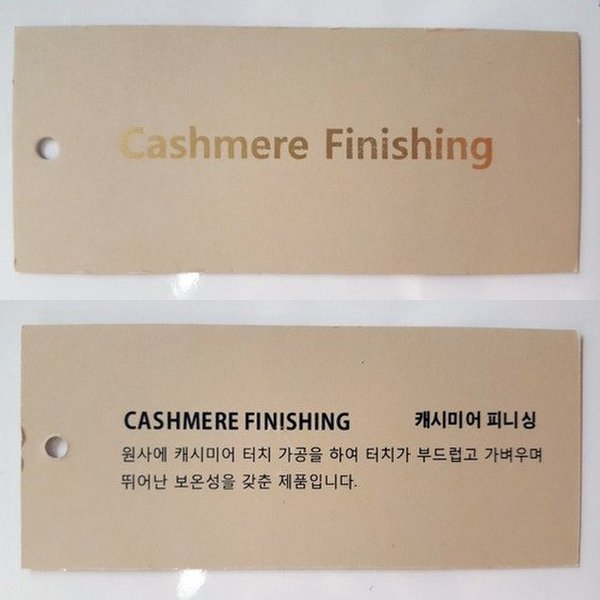 Cashmere Finishing
CASHMERE FINISHING 캐시미어 피니싱
원사에 캐시미어 터치 가공을 하여 터치가 부드럽고 가벼우며
뛰어난 보온성을 갖춘 제품입니다.